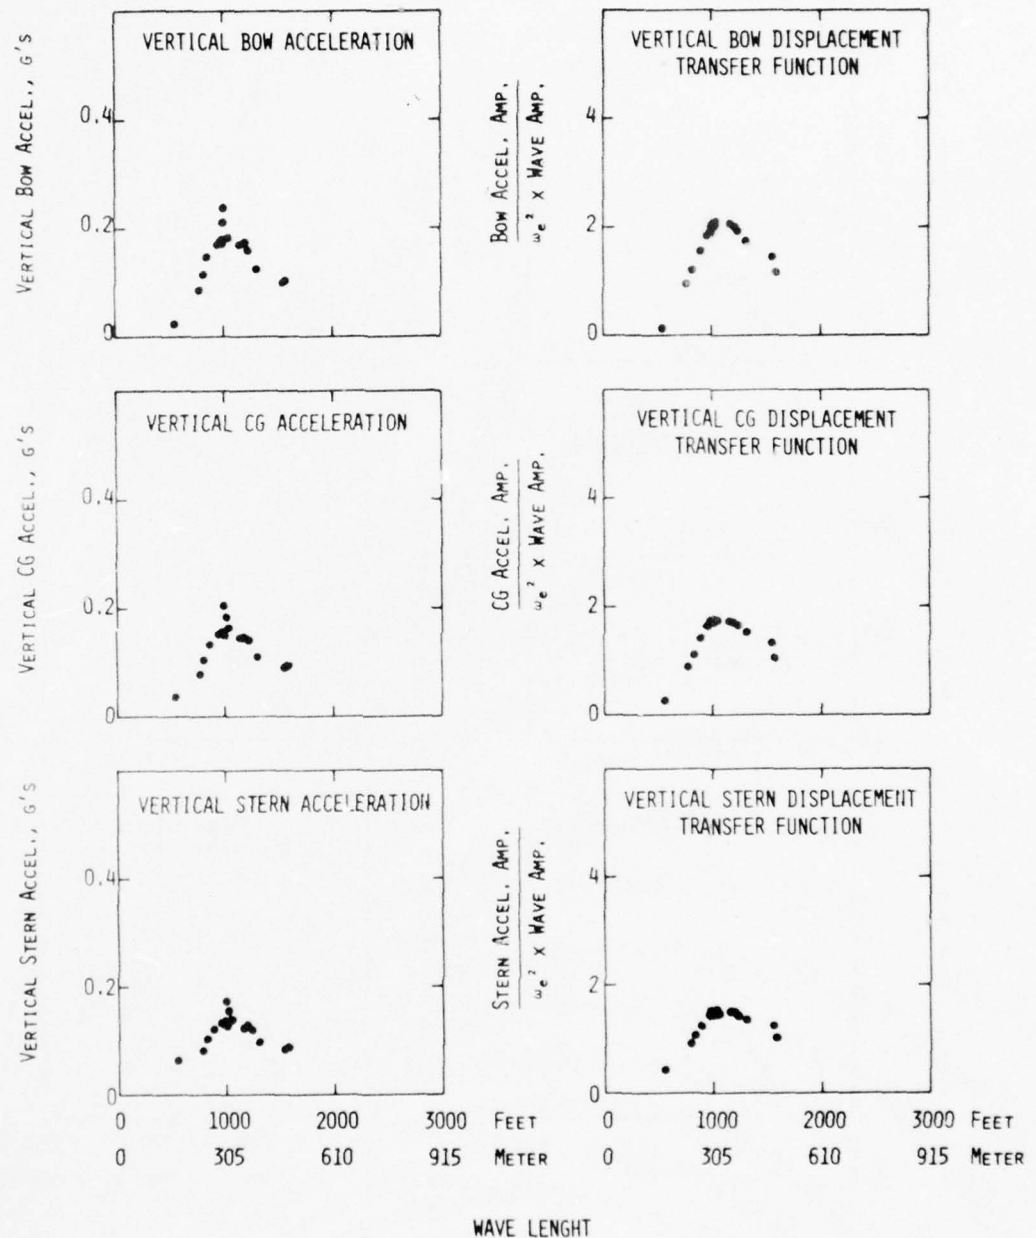 VERTICAL BOW ACCELERATION
VERTICAL BOW ACCEL., G'S
0.4
0.2
0
VERTICAL BOW DISPLACEMENT
TRANSFER FUNCTION
BOW ACCEL. AMP.
ωe² X WAVE AMP.
4
2
0
VERTICAL CG ACCELERATION
VERTICAL CG ACCEL., G'S
0.4
0.2
0
VERTICAL CG DISPLACEMENT
TRANSFER FUNCTION
CG ACCEL. AMP.
ωe² X WAVE AMP.
4
2
0
VERTICAL STERN ACCELERATION
VERTICAL STERN ACCEL., G'S
0.4
0.2
0
VERTICAL STERN DISPLACEMENT
TRANSFER FUNCTION
STERN ACCEL. AMP.
ωe² X WAVE AMP.
4
2
0
0 1000 2000 3000 FEET
0 305 610 915 METER
0 1000 2000 3000 FEET
0 305 610 915 METER
WAVE LENGHT